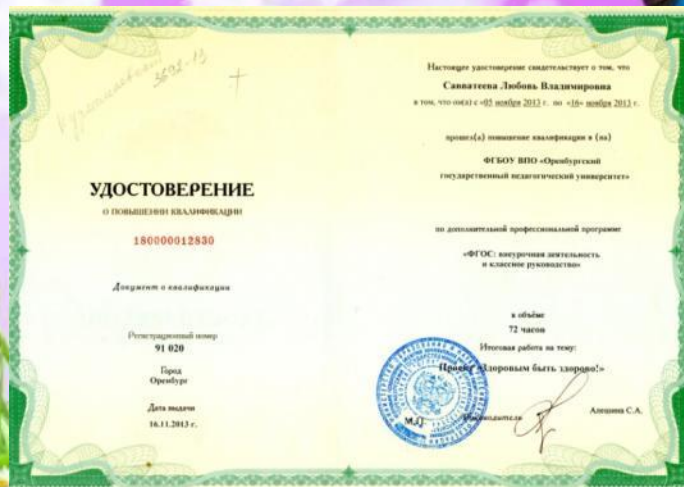 3692-13
УДОСТОВЕРЕНИЕ
О ПОВЫШЕНИИ КВАЛИФИКАЦИИ
180000012830
Документ о квалификации
Регистрационный номер
91 020
Город
Оренбург
Дата выдачи
16.11.2013 г.
Настоящее удостоверение свидетельствует о том, что
Савватеева Любовь Владимировна
в том, что он(а) с «05 ноября 2013 г. по «16» ноября 2013 г.
прошел(а) повышение квалификации в (на)
ФГБОУ ВПО «Оренбургский
государственный педагогический университет»
по дополнительной профессиональной программе
«ФГОС: внеурочная деятельность
и классное руководство»
в объёме
72 часов
Итоговая работа на тему:
Проект «Здоровым быть здорово!»
М.П.
Руководитель
Алешина С.А.